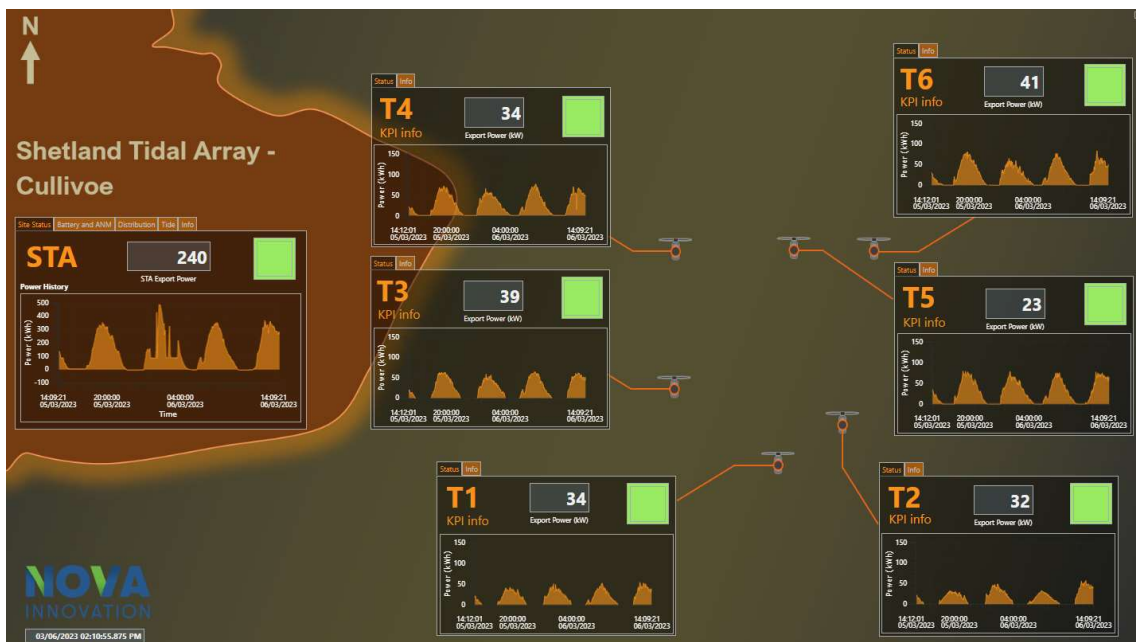 N
Shetland Tidal Array -
Cullivoe
Site Status Battery and ANM Distribution Tide Info
STA
240
STA Export Power
Power History
Power (kWh)
500
400
300
200
100
0
-100
14:09:21 20:00:00 04:00:00 14:09:21
05/03/2023 05/03/2023 06/03/2023 06/03/2023
Time
Status Info
T4
KPI info
34
Export Power (kW)
Power (kWh)
150
100
50
0
14:12:01 20:00:00 04:00:00 14:09:21
05/03/2023 05/03/2023 06/03/2023 06/03/2023
Status Info
T6
KPI info
41
Export Power (kW)
Power (kWh)
150
100
50
0
14:12:01 20:00:00 04:00:00 14:09:21
05/03/2023 05/03/2023 06/03/2023 06/03/2023
Status Info
T3
KPI info
39
Export Power (kW)
Power (kWh)
150
100
50
0
14:12:01 20:00:00 04:00:00 14:09:21
05/03/2023 05/03/2023 06/03/2023 06/03/2023
Status Info
T5
KPI info
23
Export Power (kW)
Power (kWh)
150
100
50
0
14:12:01 20:00:00 04:00:00 14:09:21
05/03/2023 05/03/2023 06/03/2023 06/03/2023
Status Info
T1
KPI info
34
Export Power (kW)
Power (kWh)
150
100
50
0
14:12:01 20:00:00 04:00:00 14:09:21
05/03/2023 05/03/2023 06/03/2023 06/03/2023
Status Info
T2
KPI info
32
Export Power (kW)
Power (kWh)
150
100
50
0
14:12:01 20:00:00 04:00:00 14:09:21
05/03/2023 05/03/2023 06/03/2023 06/03/2023
NOVA
INNOVATION
03/06/2023 02:10:55.875 PM